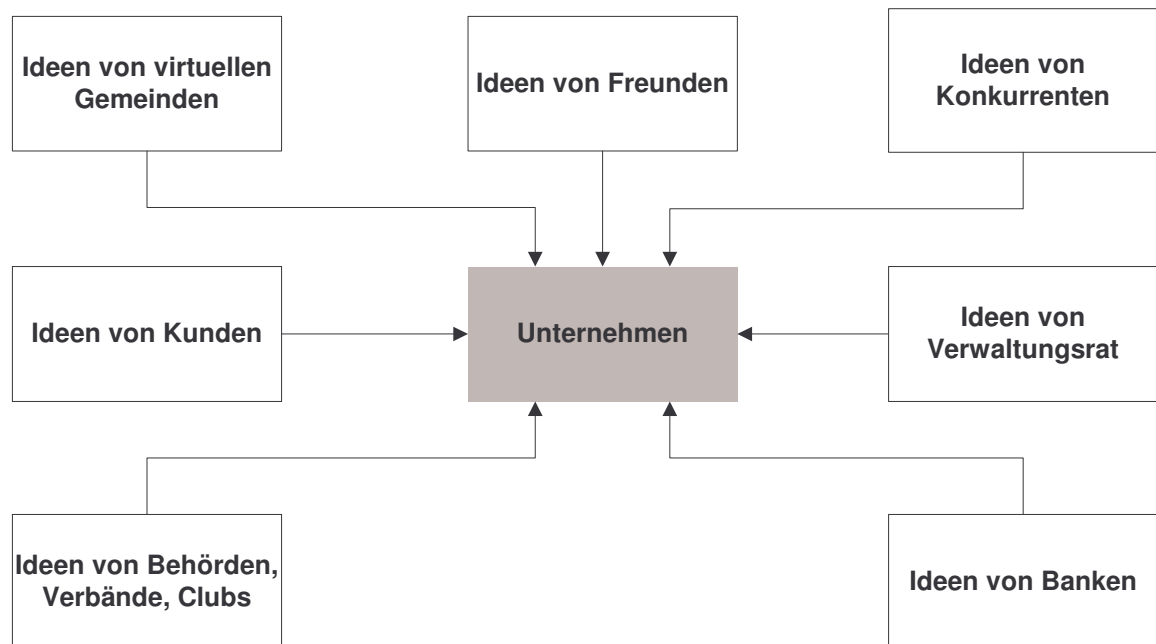 Ideen von virtuellen
Gemeinden
Ideen von Freunden
Ideen von
Konkurrenten
Ideen von Kunden
Unternehmen
Ideen von
Verwaltungsrat
Ideen von Behörden,
Verbände, Clubs
Ideen von Banken